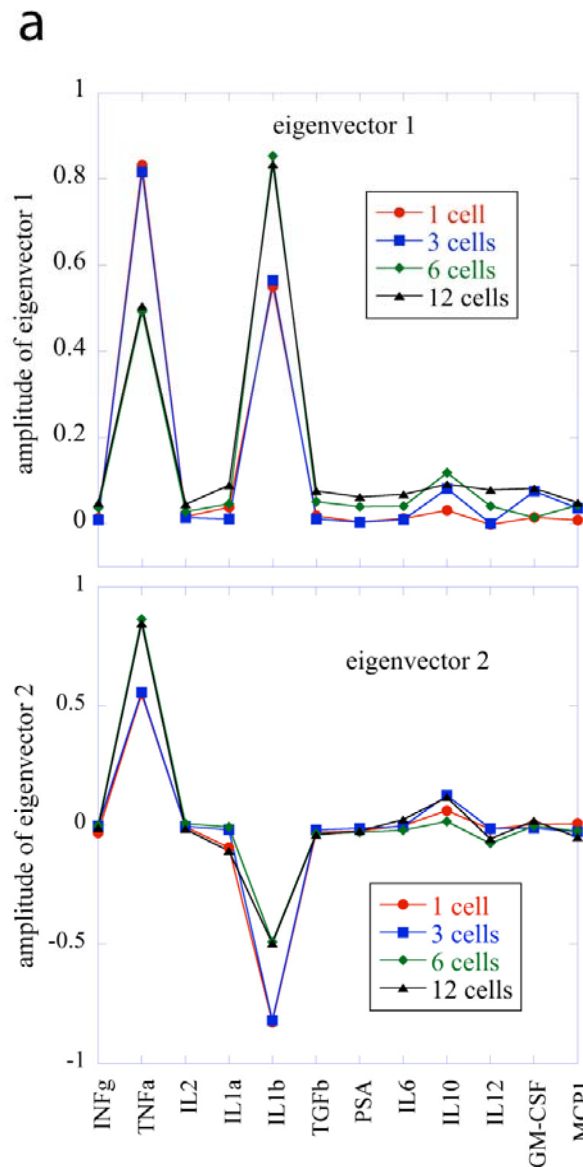 a
eigenvector 1
amplitude of eigenvector 1
1
0.8
0.6
0.4
0.2
0
1 cell
3 cells
6 cells
12 cells
eigenvector 2
amplitude of eigenvector 2
1
0.5
0
-0.5
-1
1 cell
3 cells
6 cells
12 cells
INFg
TNFa
IL2
IL1a
IL1b
TGFb
PSA
IL6
IL10
IL12
GM-CSF